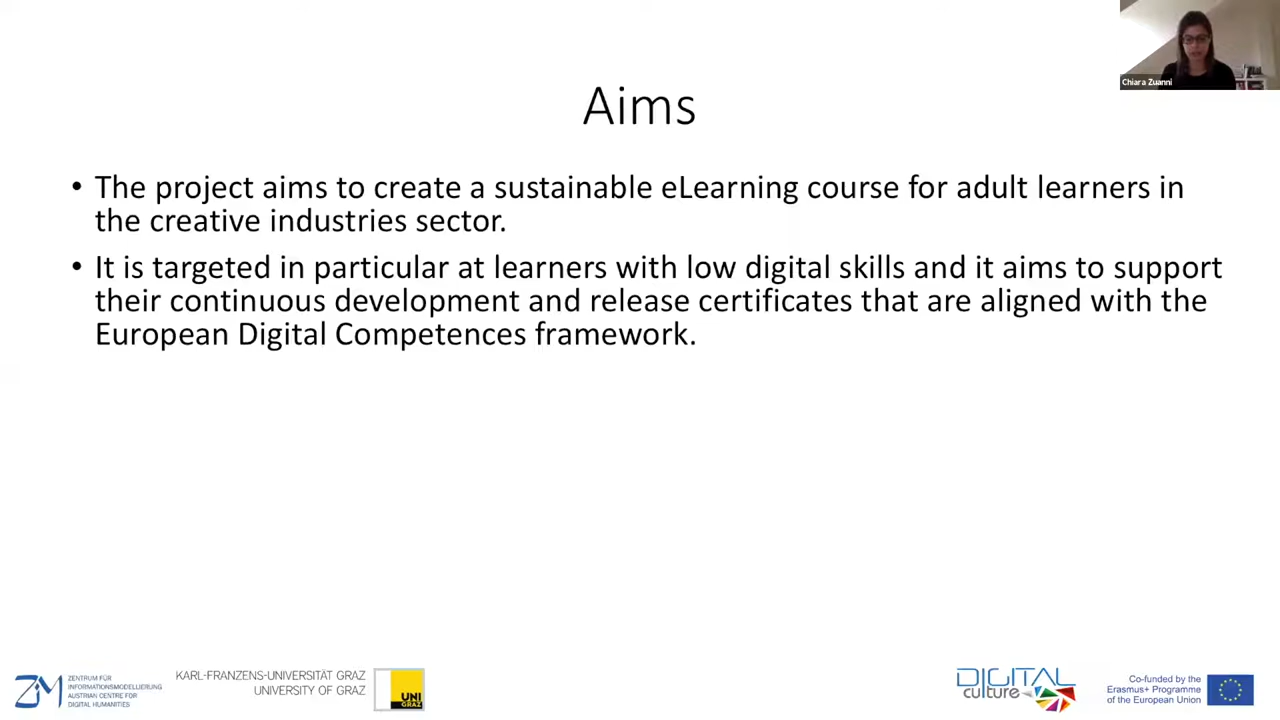 Chiara Zuanni
Aims
• The project aims to create a sustainable eLearning course for adult learners in
the creative industries sector.
• It is targeted in particular at learners with low digital skills and it aims to support
their continuous development and release certificates that are aligned with the
European Digital Competences framework.
ZIM
ZENTRUM FÜR
INFORMATIONSMODELLIERUNG
AUSTRIAN CENTRE FOR
DIGITAL HUMANITIES
KARL-FRANZENS-UNIVERSITÄT GRAZ
UNIVERSITY OF GRAZ
UNI
GRAZ
DIGITAL
culture
Co-funded by the
Erasmus+ Programme
of the European Union